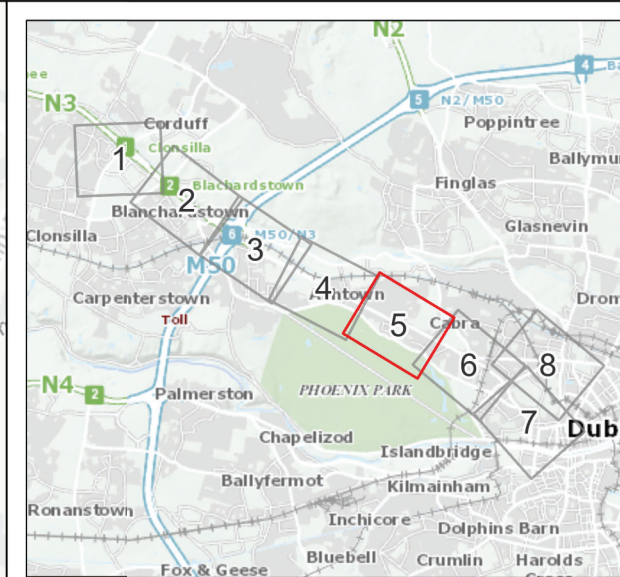 N2
4
N3
5 N2/M50
Corduff
Poppintree
4
Clonsilla
1
Ballymu
2 Blachardstown
Finglas
2
Blanchardstown
Glasnevin
Clonsilla
6 M50/N3
3
M50
4
Carpenterstown
Ashtown
Drom
Toll
5
Cabra
8
6
N4
2
Palmerston
PHOENIX PARK
7
Dub
Chapelizod
Islandbridge
Ballyfermot
Kilmainham
Ronanstown
Inchicore
Dolphins Barn
Bluebell
Crumlin
Harolds
Fox & Geese